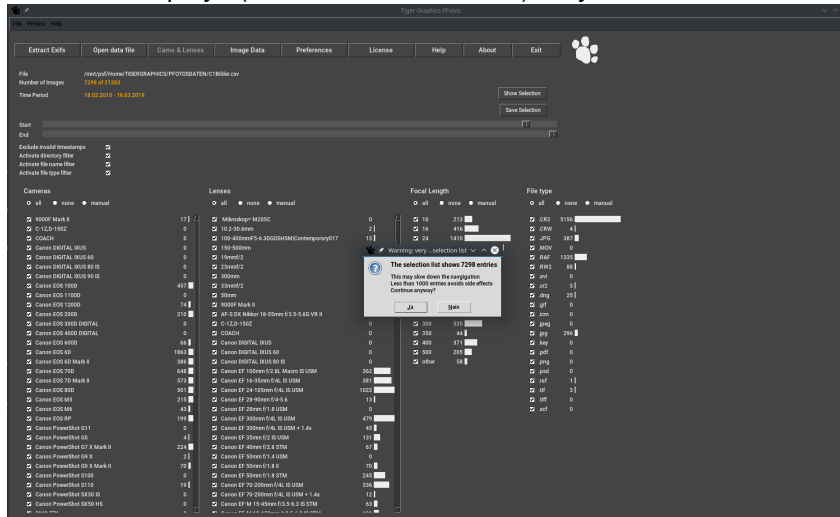 Tiger Graphics PFotos
File PFotos Help
Extract Exifs Open data file Cams & Lenses Image Data Preferences License Help About Exit
File /mnt/psf/Home/TIGERGRAPHICS/PFOTOSDATEN/C1Bilder.csv
Number of Images 7298 of 21303
Time Period 18.02.2015 - 16.03.2019
Show Selection
Save Selection
Start
End
Exclude invalid timestamps
Activate directory filter
Activate file name filter
Activate file type filter
Cameras
all none manual
9000F Mark II 17
C-1Z,D-150Z 0
COACH 0
Canon DIGITAL IXUS 0
Canon DIGITAL IXUS 60 0
Canon DIGITAL IXUS 80 IS 0
Canon DIGITAL IXUS 90 IS 0
Canon EOS 100D 457
Canon EOS 1100D 0
Canon EOS 1200D 74
Canon EOS 200D 210
Canon EOS 300D DIGITAL 0
Canon EOS 400D DIGITAL 0
Canon EOS 600D 66
Canon EOS 6D 1863
Canon EOS 6D Mark II 386
Canon EOS 70D 648
Canon EOS 7D Mark II 573
Canon EOS 80D 501
Canon EOS M5 215
Canon EOS M6 43
Canon EOS RP 199
Canon PowerShot G11 0
Canon PowerShot G5 4
Canon PowerShot G7 X Mark II 224
Canon PowerShot G9 X 2
Canon PowerShot G9 X Mark II 70
Canon PowerShot S100 0
Canon PowerShot S110 19
Canon PowerShot SX30 IS 0
Canon PowerShot SX50 HS 0
Lenses
all none manual
Mikroskop= M205C 0
10.2-30.6mm 2
100-400mmF5-6.3DGOSHSM|Contemporary017 13
150-500mm
19mmf/2
23mmf/2
300mm
33mmf/2
50mm
9000F Mark II
AF-S DX Nikkor 18-55mm f/3.5-5.6G VR II
C-1Z,D-150Z 0
COACH 0
Canon DIGITAL IXUS 0
Canon DIGITAL IXUS 60 0
Canon DIGITAL IXUS 80 IS 0
Canon EF 100mm f/2.8L Macro IS USM 362
Canon EF 16-35mm f/4L IS USM 381
Canon EF 24-105mm f/4L IS USM 1022
Canon EF 28-90mm f/4-5.6 13
Canon EF 28mm f/1.8 USM 0
Canon EF 300mm f/4L IS USM 479
Canon EF 300mm f/4L IS USM + 1.4x 45
Canon EF 35mm f/2 IS USM 131
Canon EF 40mm f/2.8 STM 67
Canon EF 50mm f/1.4 USM 0
Canon EF 50mm f/1.8 II 70
Canon EF 50mm f/1.8 STM 245
Canon EF 70-200mm f/4L IS USM 336
Canon EF 70-200mm f/4L IS USM + 1.4x 12
Canon EF-M 15-45mm f/3.5-6.3 IS STM 63
Focal Length
all none manual
10 213
16 416
24 1410
300 535
350 44
400 371
500 205
other 58
File type
all none manual
.CR2 5156
.CRW 4
.JPG 387
.MOV 0
.RAF 1335
.RW2 88
.avi 0
.cr2 3
.dng 25
.gif 0
.icm 0
.jpeg 0
.jpg 296
.key 0
.pdf 0
.png 0
.psd 0
.raf 1
.tif 3
.tiff 0
.xcf 0
Warning: very ...selection list
The selection list shows 7298 entries
This may slow down the navigation
Less than 1000 entries avoids side effects
Continue anyway?
Ja Nein